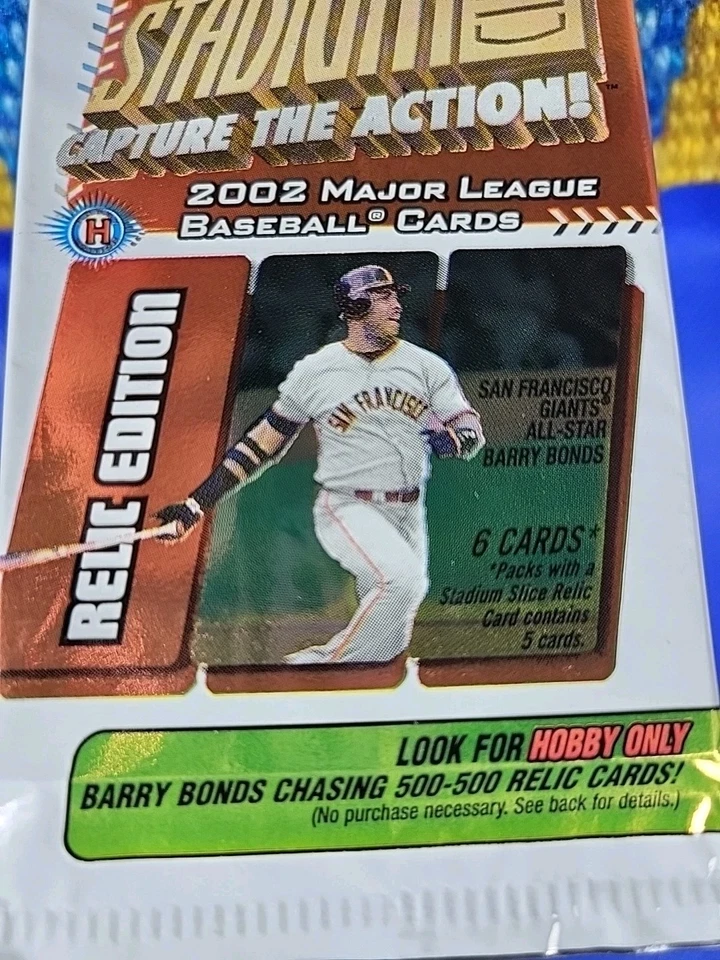 STADIUM
CAPTURE THE ACTION!™
2002 MAJOR LEAGUE
BASEBALL® CARDS
H
RELIC EDITION
SAN FRANCISCO
SAN FRANCISCO
GIANTS®
ALL-STAR
BARRY BONDS
6 CARDS*
*Packs with a
Stadium Slice Relic
Card contains
5 cards.
LOOK FOR HOBBY ONLY
BARRY BONDS CHASING 500-500 RELIC CARDS!
(No purchase necessary. See back for details.)